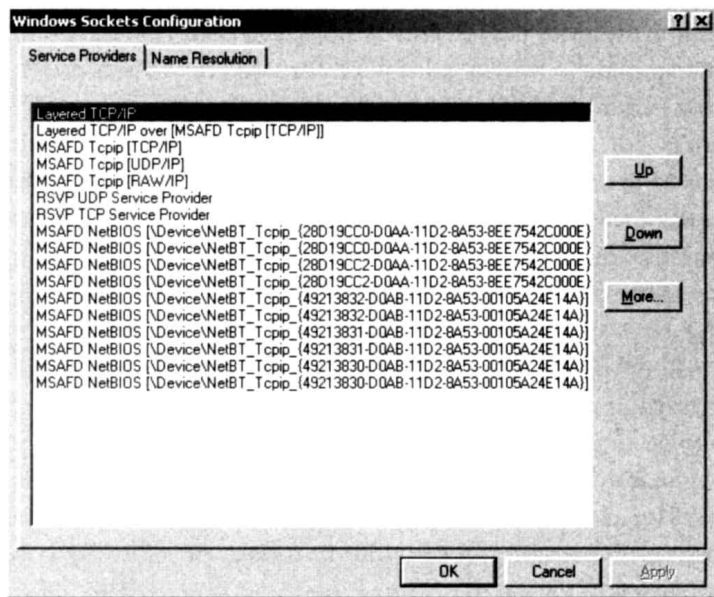 Windows Sockets Configuration
Service Providers
Name Resolution
Layered TCP/IP
Layered TCP/IP over [MSAFD Tcpip [TCP/IP]]
MSAFD Tcpip [TCP/IP]
MSAFD Tcpip [UDP/IP]
MSAFD Tcpip [RAW/IP]
RSVP UDP Service Provider
RSVP TCP Service Provider
MSAFD NetBIOS [\Device\NetBT_Tcpip_{28D19CC0-D0AA-11D2-8A53-8EE7542C000E}
MSAFD NetBIOS [\Device\NetBT_Tcpip_{28D19CC0-D0AA-11D2-8A53-8EE7542C000E}
MSAFD NetBIOS [\Device\NetBT_Tcpip_{28D19CC2-D0AA-11D2-8A53-8EE7542C000E}
MSAFD NetBIOS [\Device\NetBT_Tcpip_{28D19CC2-D0AA-11D2-8A53-8EE7542C000E}
MSAFD NetBIOS [\Device\NetBT_Tcpip_{49213832-D0AB-11D2-8A53-00105A24E14A}]
MSAFD NetBIOS [\Device\NetBT_Tcpip_{49213832-D0AB-11D2-8A53-00105A24E14A}]
MSAFD NetBIOS [\Device\NetBT_Tcpip_{49213831-D0AB-11D2-8A53-00105A24E14A}]
MSAFD NetBIOS [\Device\NetBT_Tcpip_{49213831-D0AB-11D2-8A53-00105A24E14A}]
MSAFD NetBIOS [\Device\NetBT_Tcpip_{49213830-D0AB-11D2-8A53-00105A24E14A}]
MSAFD NetBIOS [\Device\NetBT_Tcpip_{49213830-D0AB-11D2-8A53-00105A24E14A}]
Up
Down
More...
OK
Cancel
Apply